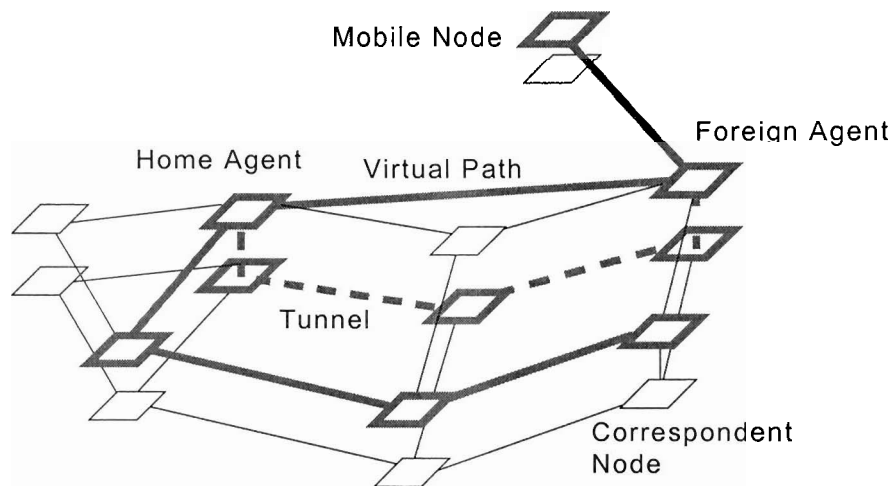 Mobile Node
Foreign Agent
Home Agent
Virtual Path
Tunnel
Correspondent
Node